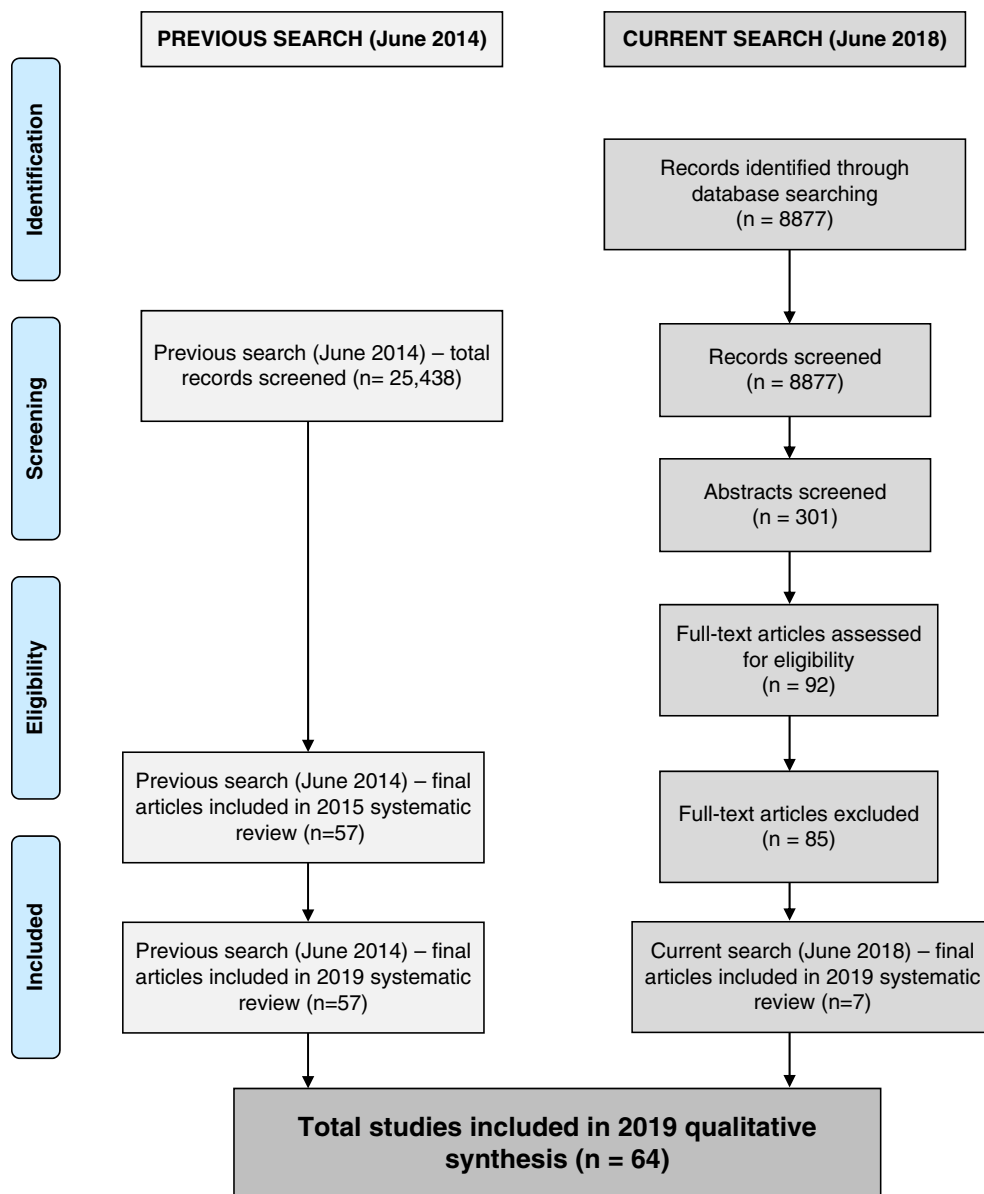 PREVIOUS SEARCH (June 2014)
CURRENT SEARCH (June 2018)
Identification
Records identified through
database searching
(n = 8877)
Screening
Previous search (June 2014) – total
records screened (n= 25,438)
Records screened
(n = 8877)
Abstracts screened
(n = 301)
Eligibility
Full-text articles assessed
for eligibility
(n = 92)
Previous search (June 2014) – final
articles included in 2015 systematic
review (n=57)
Full-text articles excluded
(n = 85)
Included
Previous search (June 2014) – final
articles included in 2019 systematic
review (n=57)
Current search (June 2018) – final
articles included in 2019 systematic
review (n=7)
Total studies included in 2019 qualitative
synthesis (n = 64)